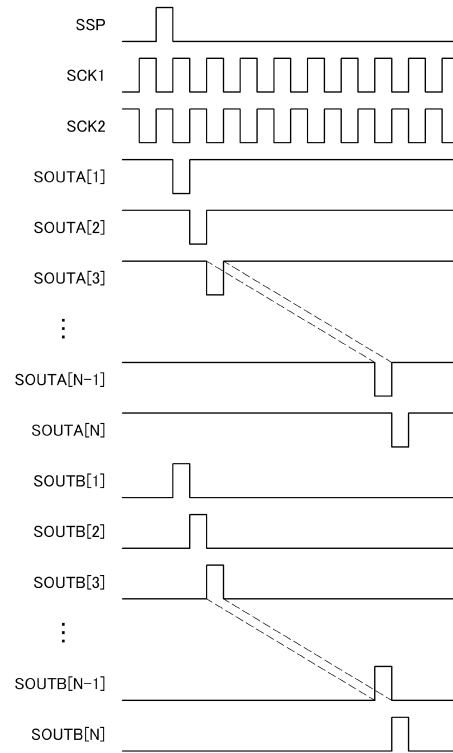 SSP
SCK1
SCK2
SOUTA[1]
SOUTA[2]
SOUTA[3]
⋮
SOUTA[N-1]
SOUTA[N]
SOUTB[1]
SOUTB[2]
SOUTB[3]
⋮
SOUTB[N-1]
SOUTB[N]